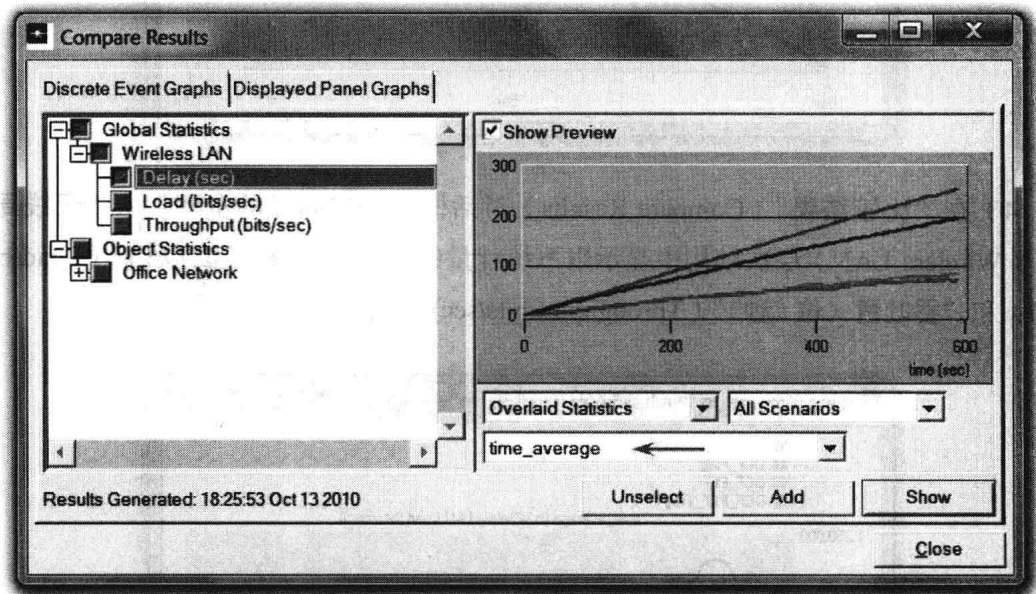 Compare Results
Discrete Event Graphs Displayed Panel Graphs
Global Statistics
Wireless LAN
Delay (sec)
Load (bits/sec)
Throughput (bits/sec)
Object Statistics
Office Network
Show Preview
300
200
100
0
0 200 400 600
time (sec)
Overlaid Statistics All Scenarios
time_average
Results Generated: 18:25:53 Oct 13 2010
Unselect Add Show
Close